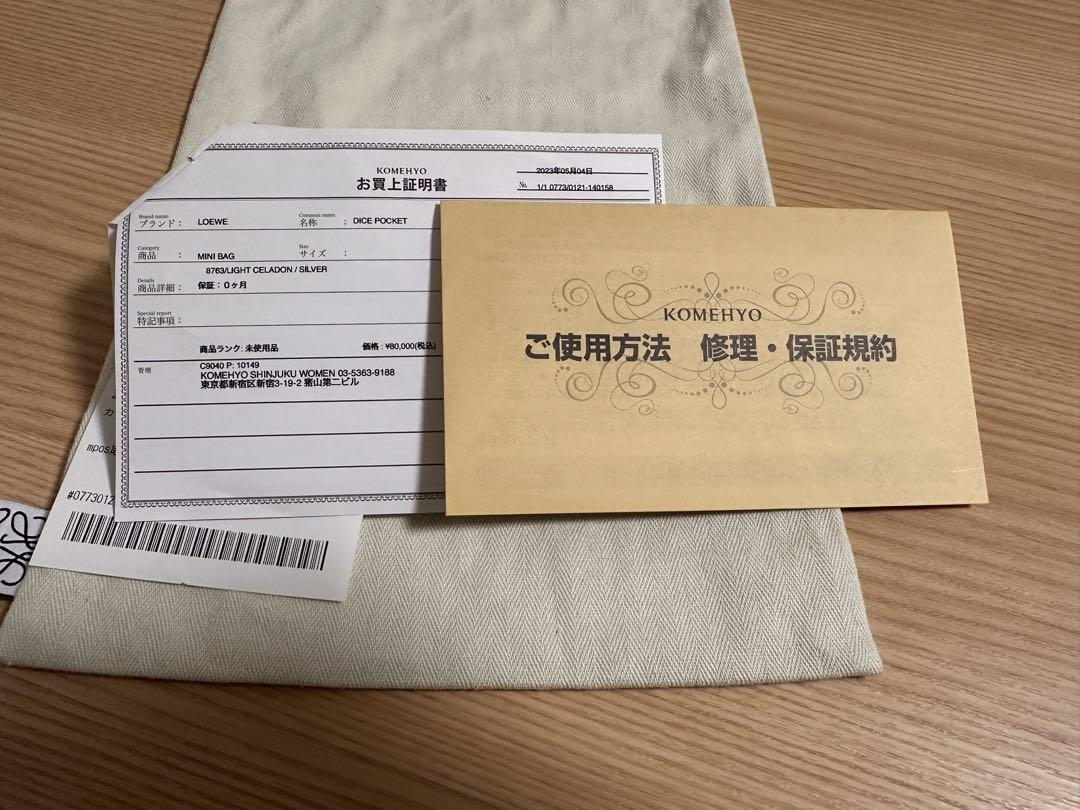 KOMEHYO
お買上証明書
2023年05月04日
No. 1/1 0773/0121-140158
Brand-name
ブランド： LOEWE
Common name
名称 ： DICE POCKET
Category
商品 ： MINI BAG
Size
サイズ ：
8763/LIGHT CELADON / SILVER
Details
商品詳細： 保証：0ヶ月
Special report
特記事項：
商品ランク: 未使用品 価格 : ¥80,000(税込)
管理 C9040 P: 10149
KOMEHYO SHINJUKU WOMEN 03-5363-9188
東京都新宿区新宿3-19-2 猪山第二ビル
カ
mpos
#077301
KOMEHYO
ご使用方法 修理・保証規約